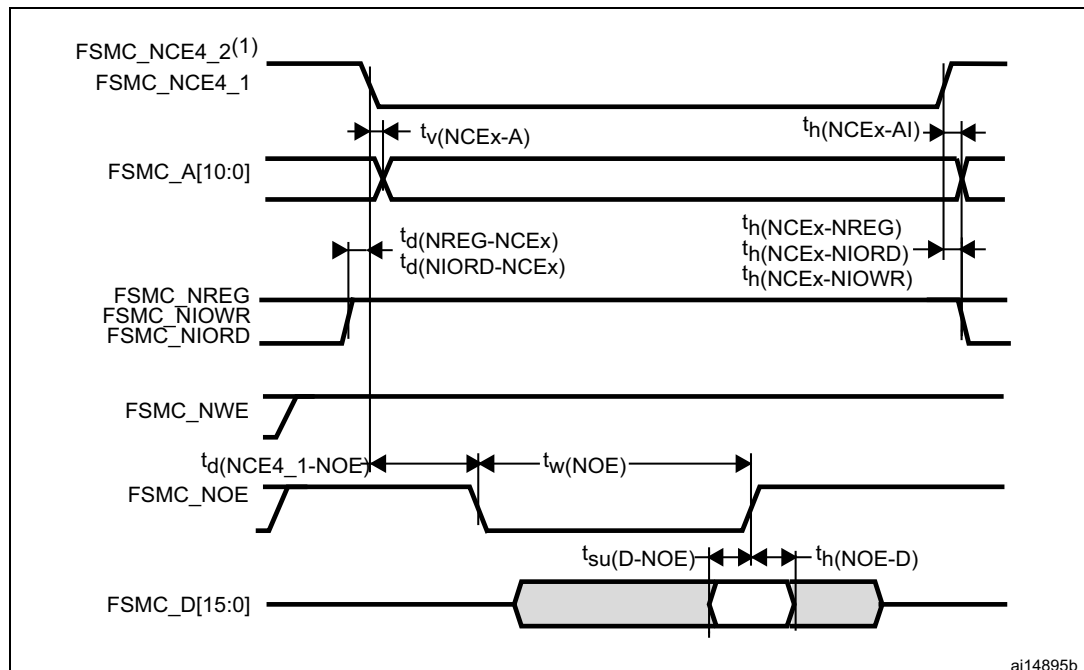 FSMC_NCE4_2(1)
FSMC_NCE4_1
tv(NCEx-A)
th(NCEx-AI)
FSMC_A[10:0]
td(NREG-NCEx)
td(NIORD-NCEx)
th(NCEx-NREG)
th(NCEx-NIORD)
th(NCEx-NIOWR)
FSMC_NREG
FSMC_NIOWR
FSMC_NIORD
FSMC_NWE
td(NCE4_1-NOE)
tw(NOE)
FSMC_NOE
tsu(D-NOE)
th(NOE-D)
FSMC_D[15:0]
ai14895b